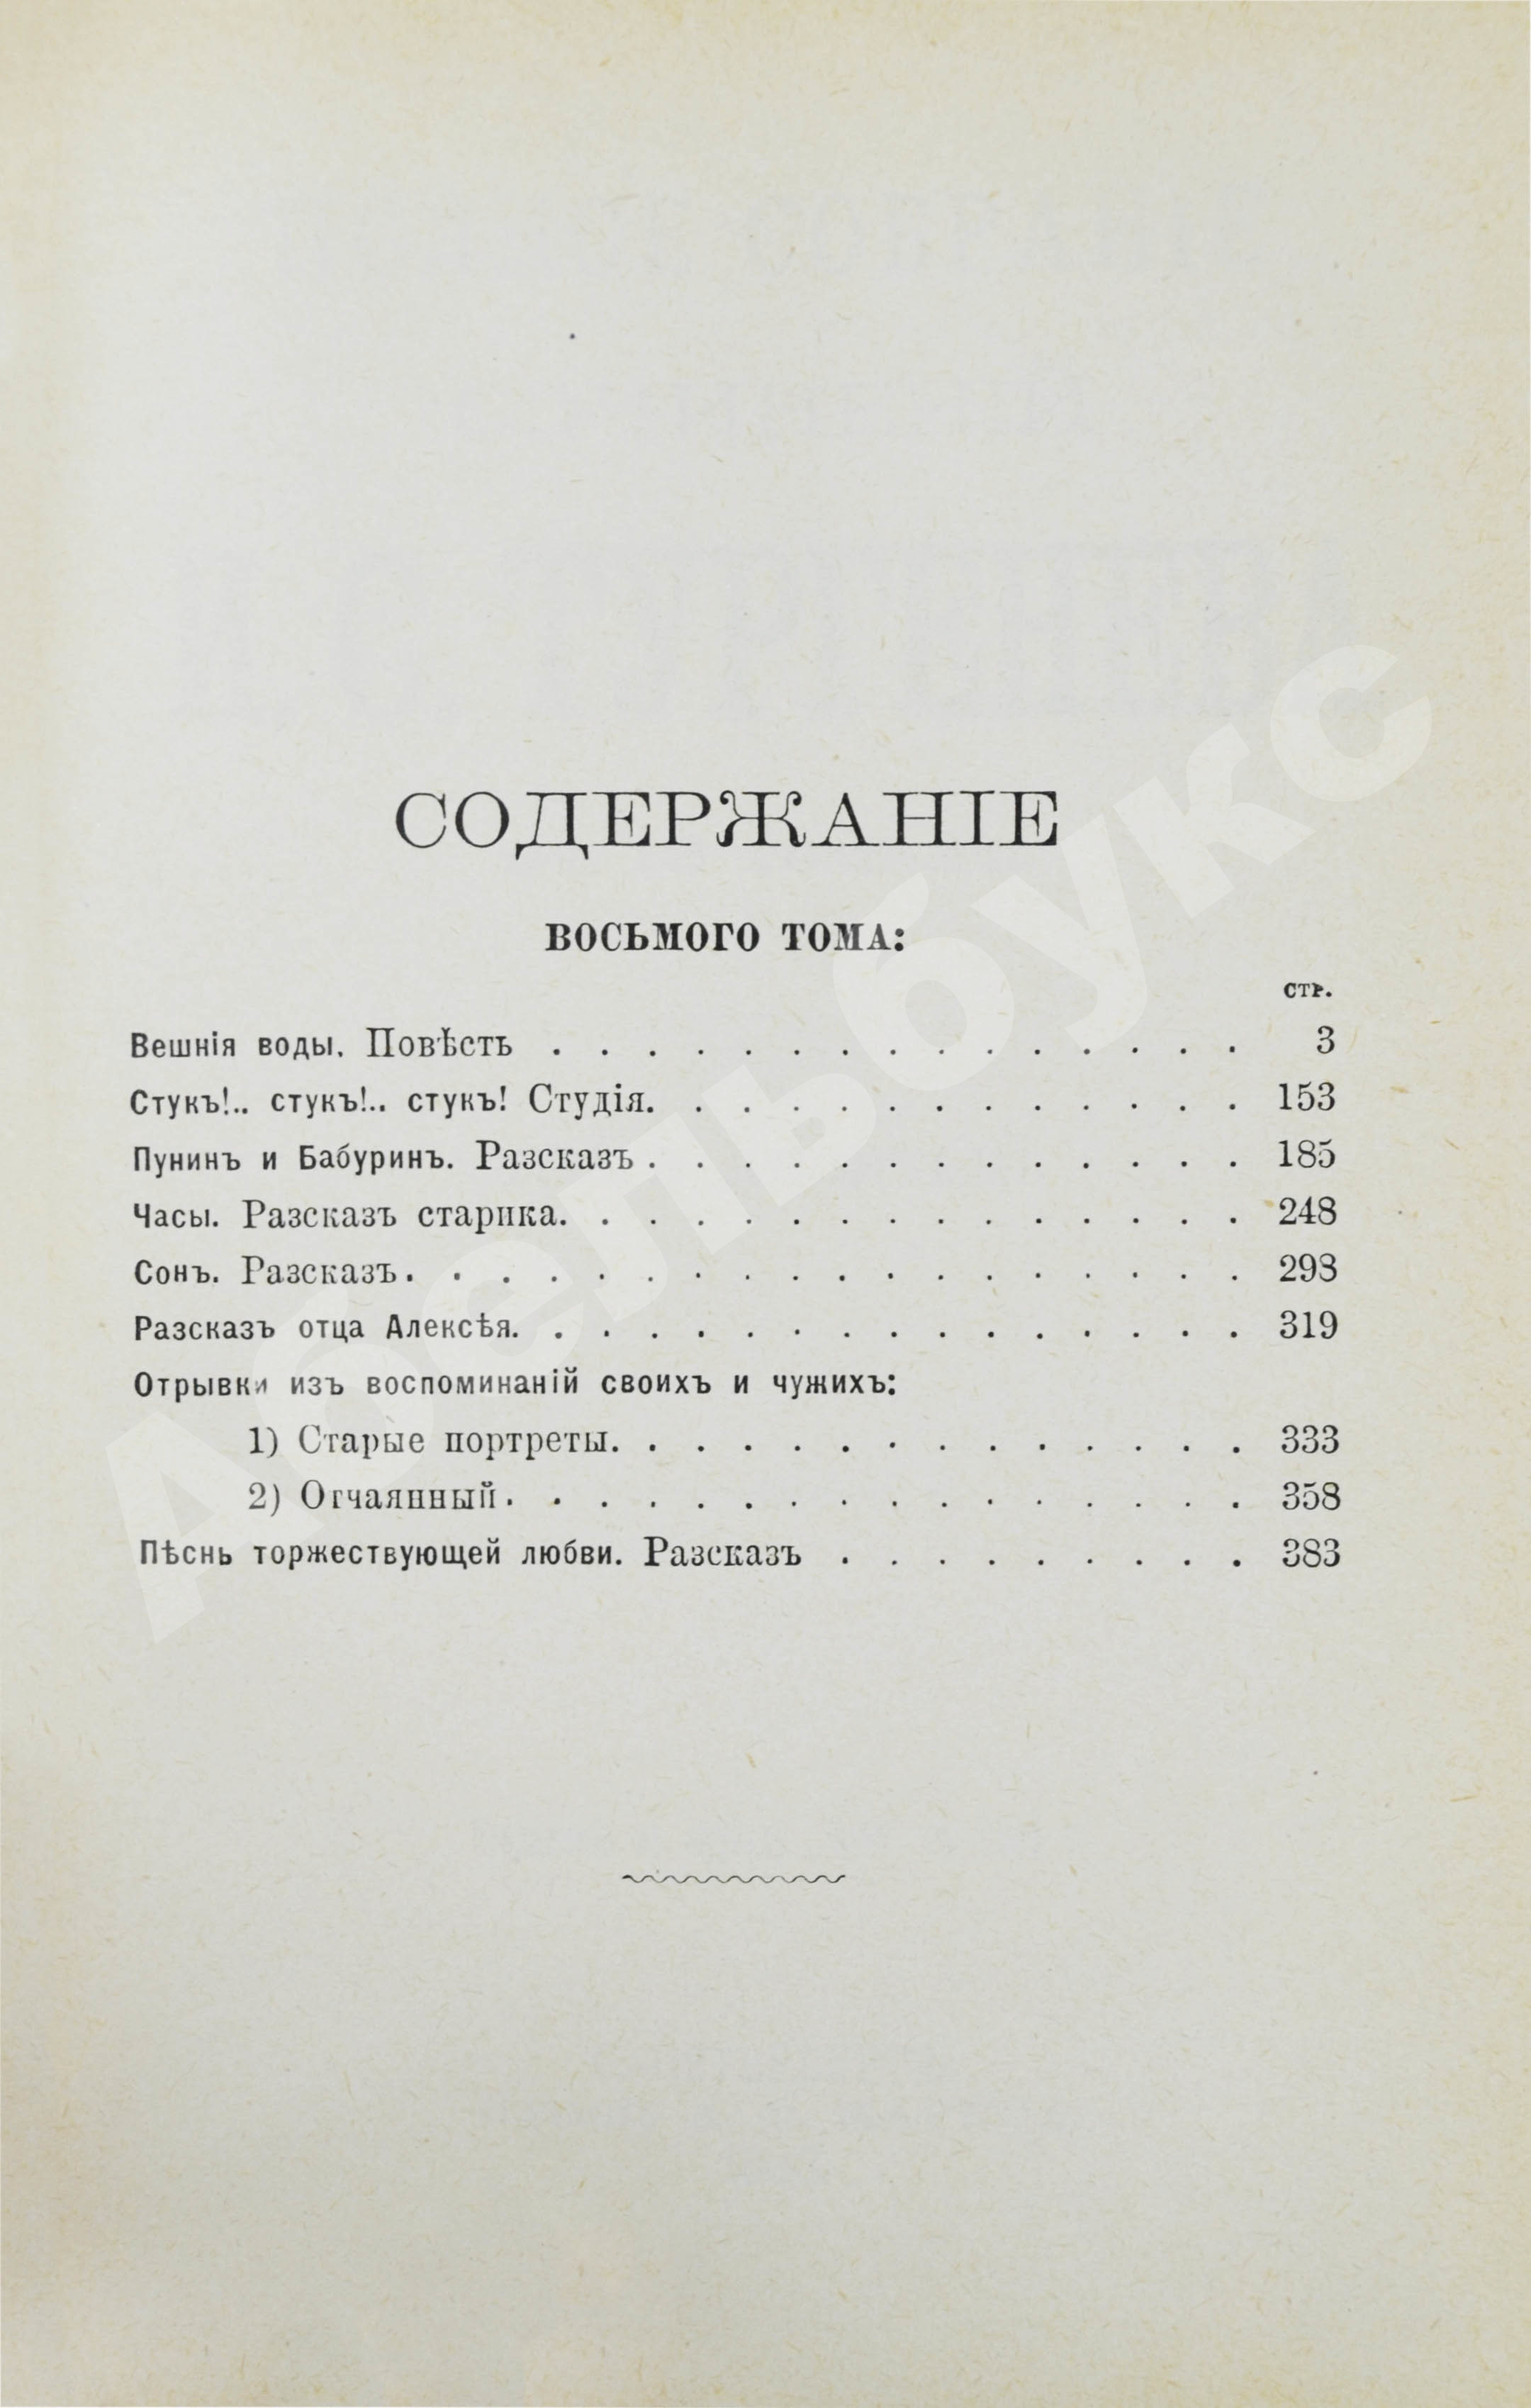 СОДЕРЖАНІЕ
ВОСЬМОГО ТОМА:
СТР.
Вешнія воды. Повѣсть . . . . . . . . . . . . . . . 3
Стукъ!.. стукъ!.. стукъ! Студія. . . . . . . . . . . . . 153
Пунинъ и Бабуринъ. Разсказъ . . . . . . . . . . . . . 185
Часы. Разсказъ старика. . . . . . . . . . . . . . . 248
Сонъ. Разсказъ. . . . . . . . . . . . . . . . . . 293
Разсказъ отца Алексѣя. . . . . . . . . . . . . . . . 319
Отрывки изъ воспоминаній своихъ и чужихъ:
1) Старые портреты. . . . . . . . . . . . . . 333
2) Отчаянный. . . . . . . . . . . . . . . . 358
Пѣснь торжествующей любви. Разсказъ . . . . . . . . . 383
Абельбукс